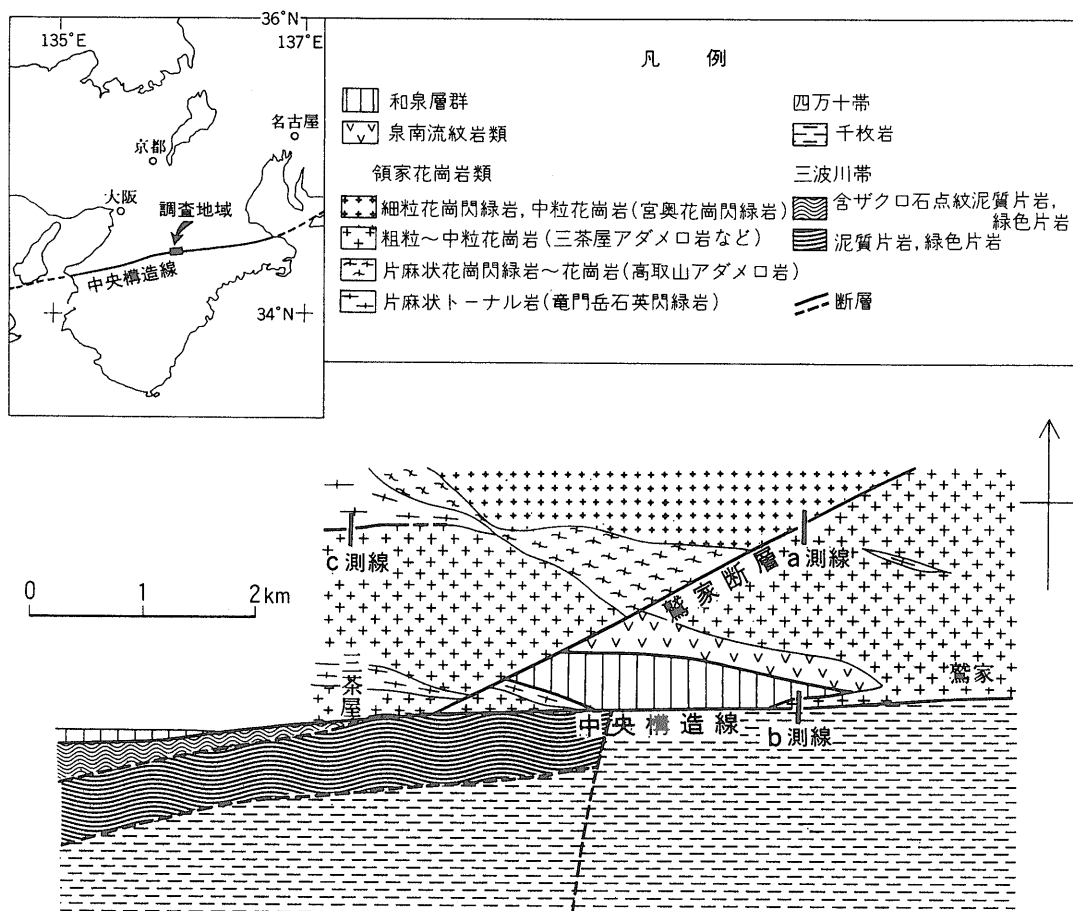 36°N
135°E
137°E
名古屋
京都
大阪
調査地域
中央構造線
34°N
凡 例
和泉層群
泉南流紋岩類
領家花崗岩類
細粒花崗閃緑岩，中粒花崗岩(宮奥花崗閃緑岩)
粗粒～中粒花崗岩(三茶屋アダメロ岩など)
片麻状花崗閃緑岩～花崗岩(高取山アダメロ岩)
片麻状トーナル岩(竜門岳石英閃緑岩)
四万十帯
千枚岩
三波川帯
含ザクロ石点紋泥質片岩，
緑色片岩
泥質片岩，緑色片岩
断層
c測線
a測線
鷲家断層
0 1 2km
三茶屋
鷲家
中央構造線
b測線